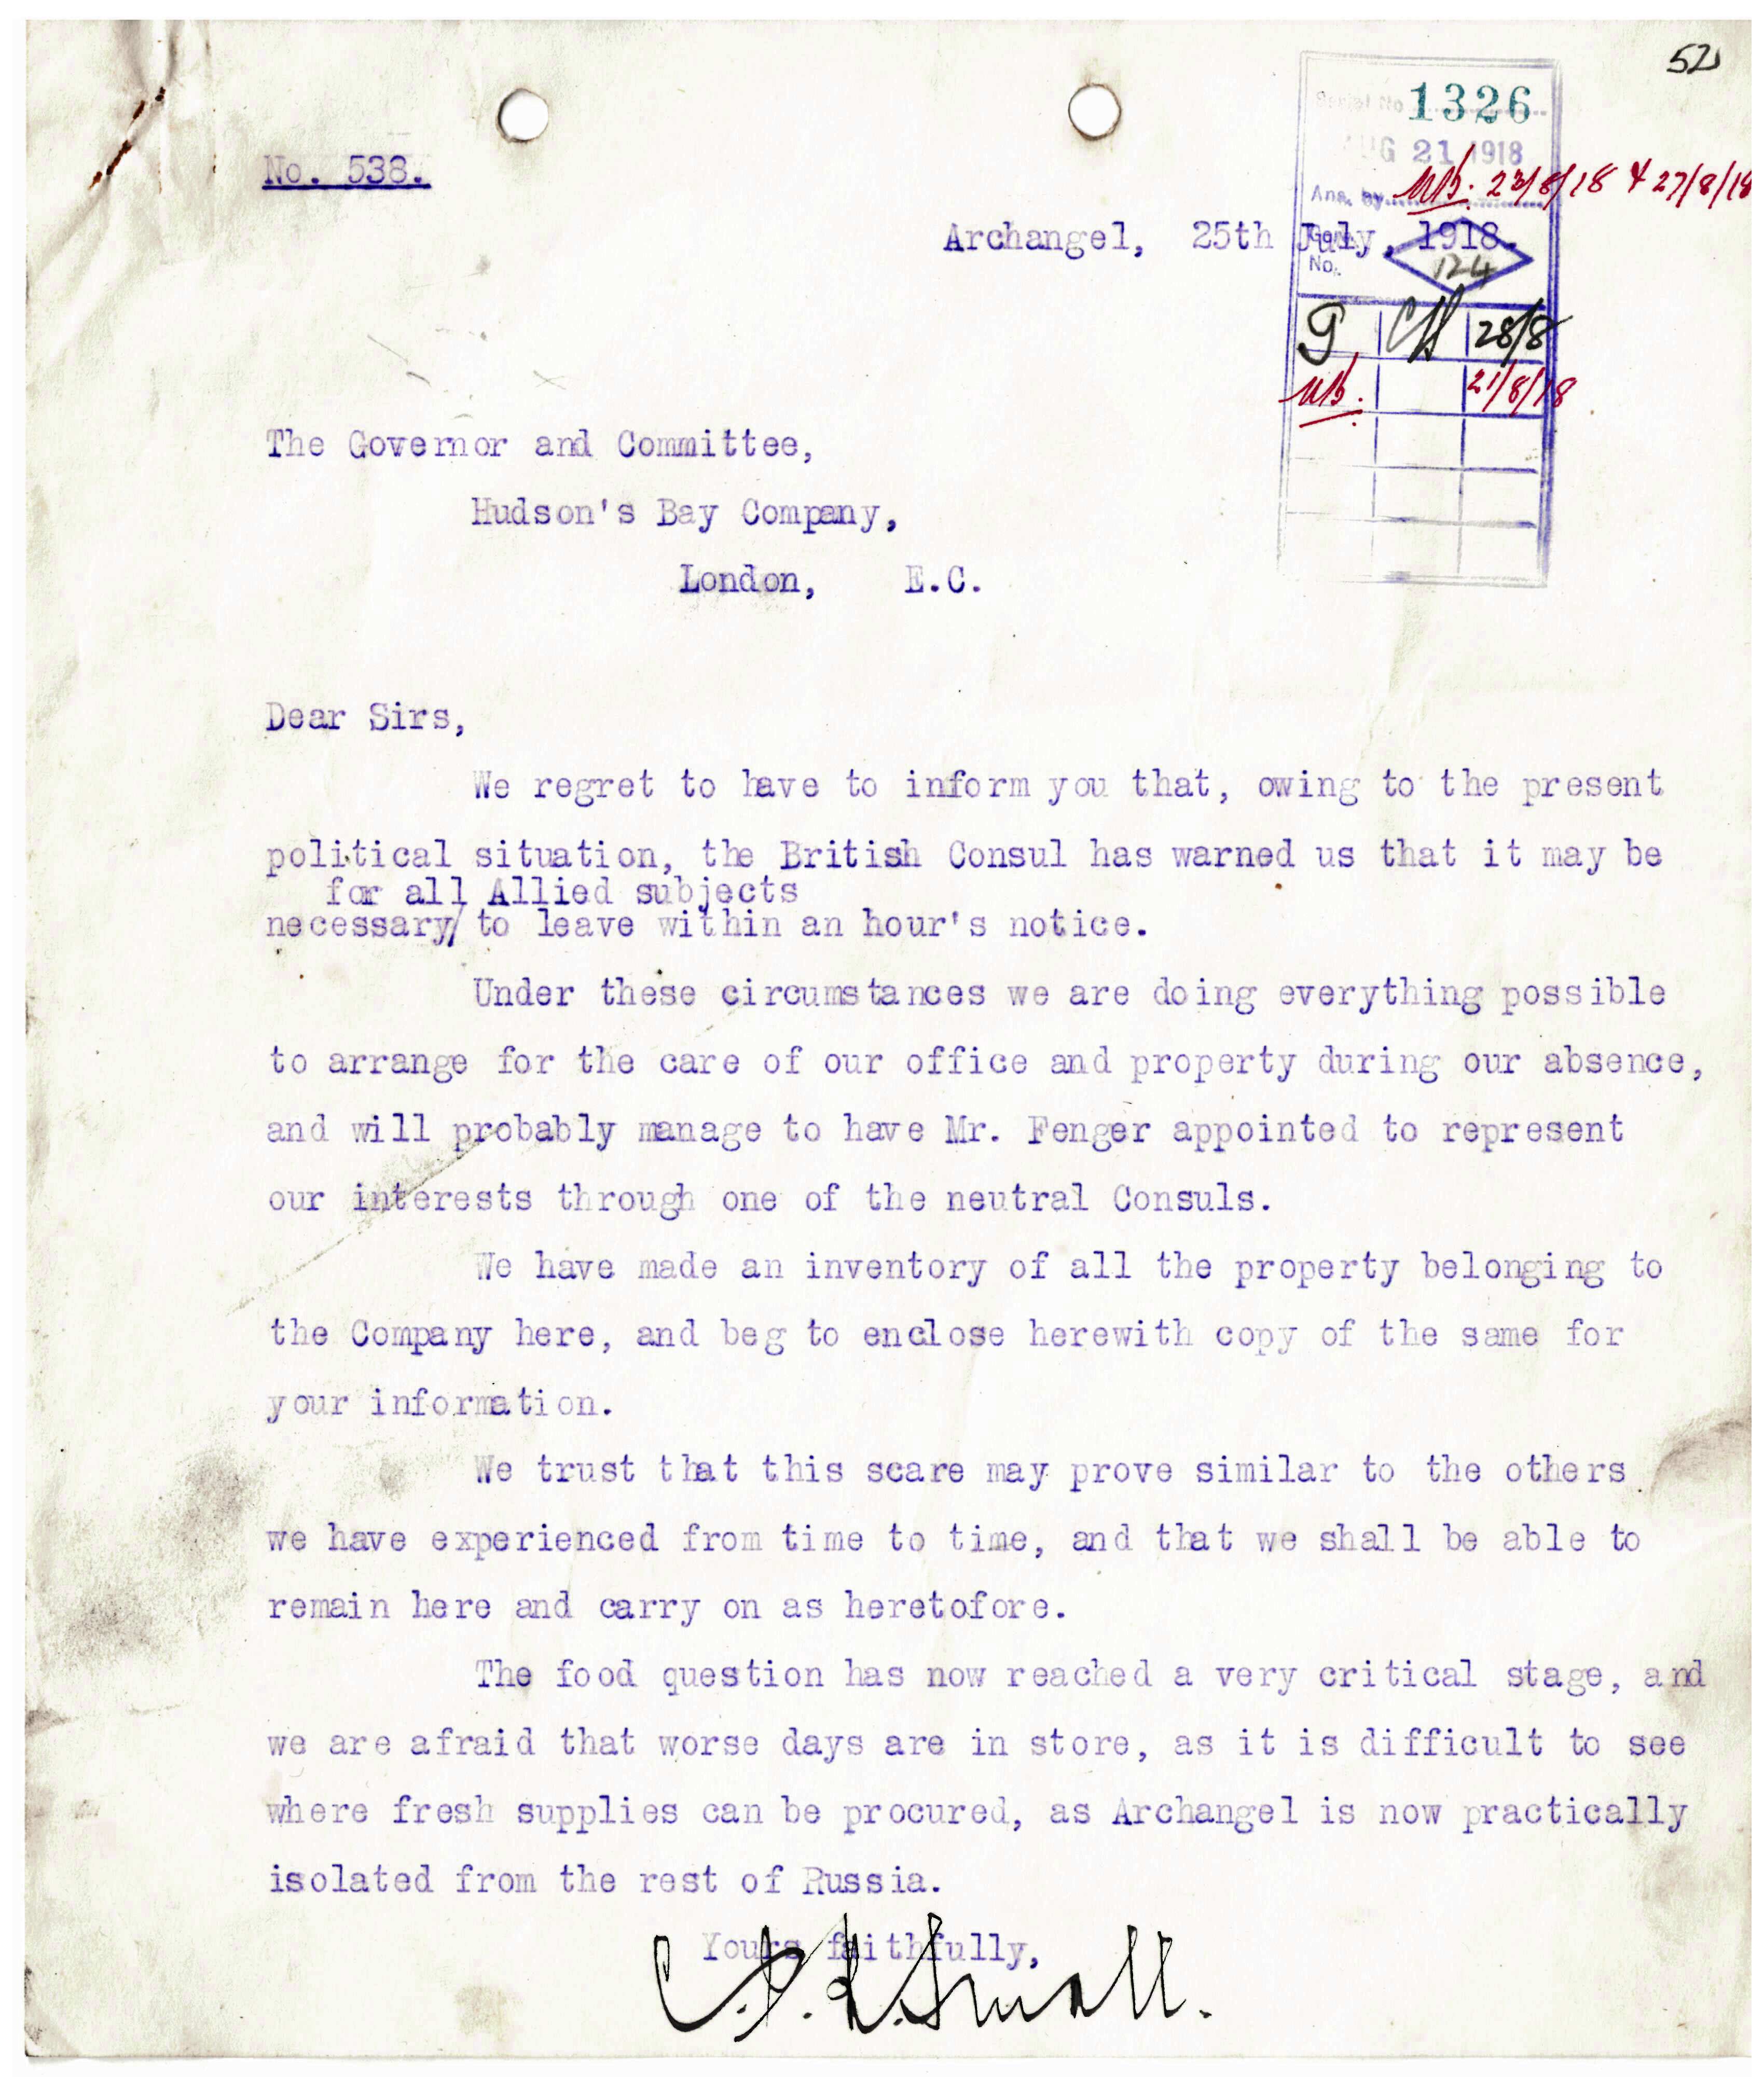 52
Serial No. 1326
AUG 21 1918
Ans. by 23/8/18 & 27/8/18
No. 538.
Archangel, 25th July, 1918.
No. 124
28/8
21/8/18
The Governor and Committee,
Hudson's Bay Company,
London, E.C.
Dear Sirs,
We regret to have to inform you that, owing to the present
political situation, the British Consul has warned us that it may be
for all Allied subjects
necessary/ to leave within an hour's notice.
Under these circumstances we are doing everything possible
to arrange for the care of our office and property during our absence,
and will probably manage to have Mr. Fenger appointed to represent
our interests through one of the neutral Consuls.
We have made an inventory of all the property belonging to
the Company here, and beg to enclose herewith copy of the same for
your information.
We trust that this scare may prove similar to the others
we have experienced from time to time, and that we shall be able to
remain here and carry on as heretofore.
The food question has now reached a very critical stage, and
we are afraid that worse days are in store, as it is difficult to see
where fresh supplies can be procured, as Archangel is now practically
isolated from the rest of Russia.
Yours faithfully,
Small.